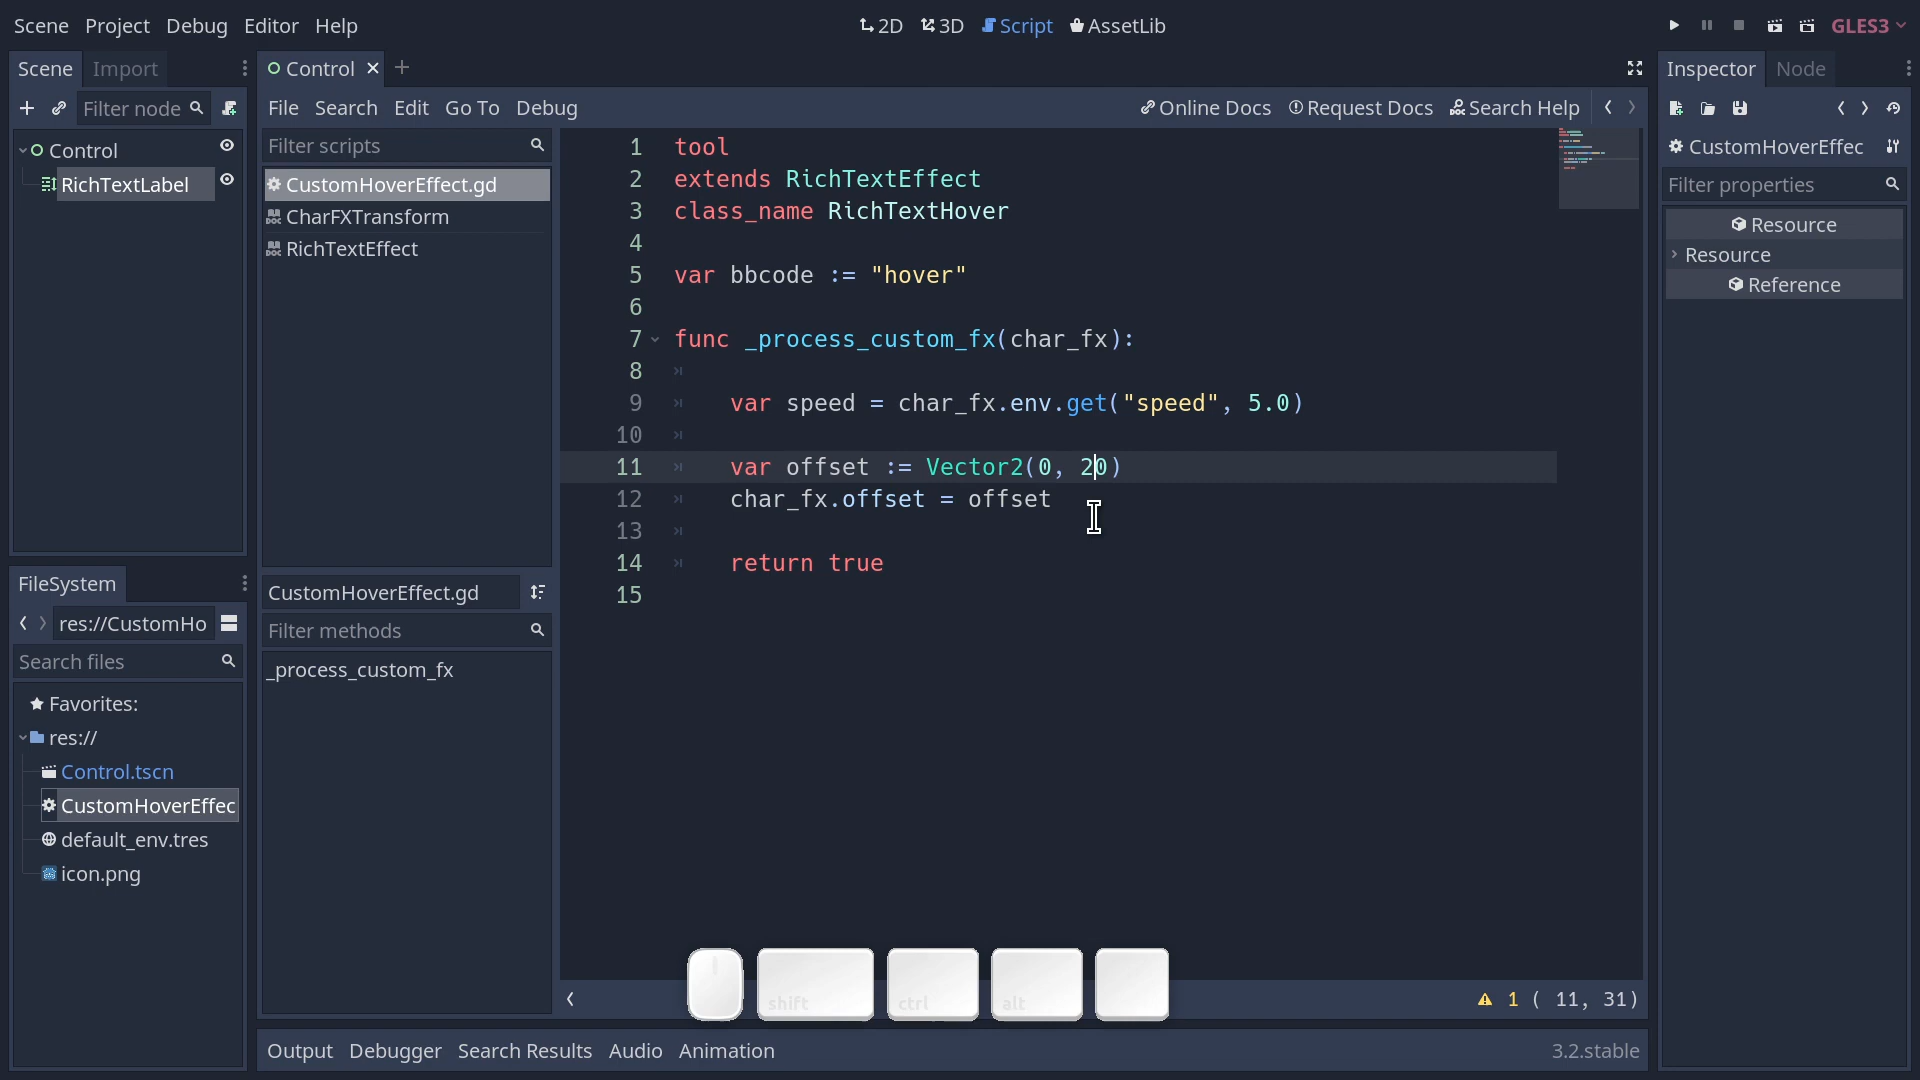 Scene Project Debug Editor Help
2D 3D Script AssetLib
GLES3
Scene Import
Filter node
Control
RichTextLabel
FileSystem
res://CustomHo
Search files
Favorites:
res://
Control.tscn
CustomHoverEffec
default_env.tres
icon.png
Control
File Search Edit Go To Debug
Online Docs Request Docs Search Help
Filter scripts
CustomHoverEffect.gd
CharFXTransform
RichTextEffect
CustomHoverEffect.gd
Filter methods
_process_custom_fx
1 tool
2 extends RichTextEffect
3 class_name RichTextHover
4
5 var bbcode := "hover"
6
7 func _process_custom_fx(char_fx):
8
9 var speed = char_fx.env.get("speed", 5.0)
10
11 var offset := Vector2(0, 20)
12 char_fx.offset = offset
13
14 return true
15
shift ctrl alt
1 ( 11, 31)
Output Debugger Search Results Audio Animation
3.2.stable
Inspector Node
CustomHoverEffec
Filter properties
Resource
Resource
Reference